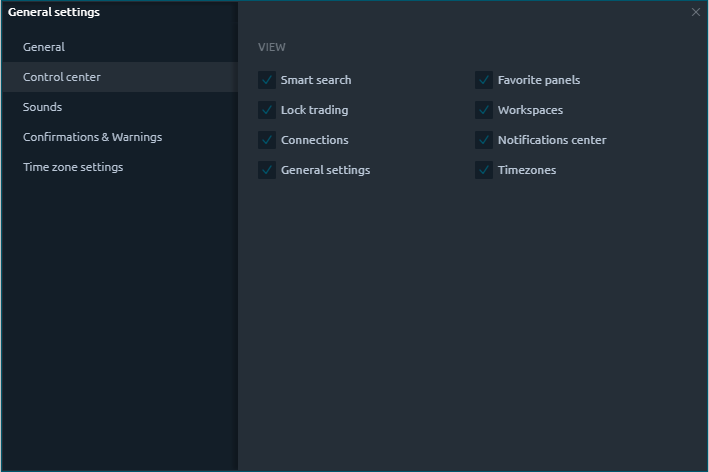 General settings
General
Control center
Sounds
Confirmations & Warnings
Time zone settings
VIEW
Smart search
Favorite panels
Lock trading
Workspaces
Connections
Notifications center
General settings
Timezones